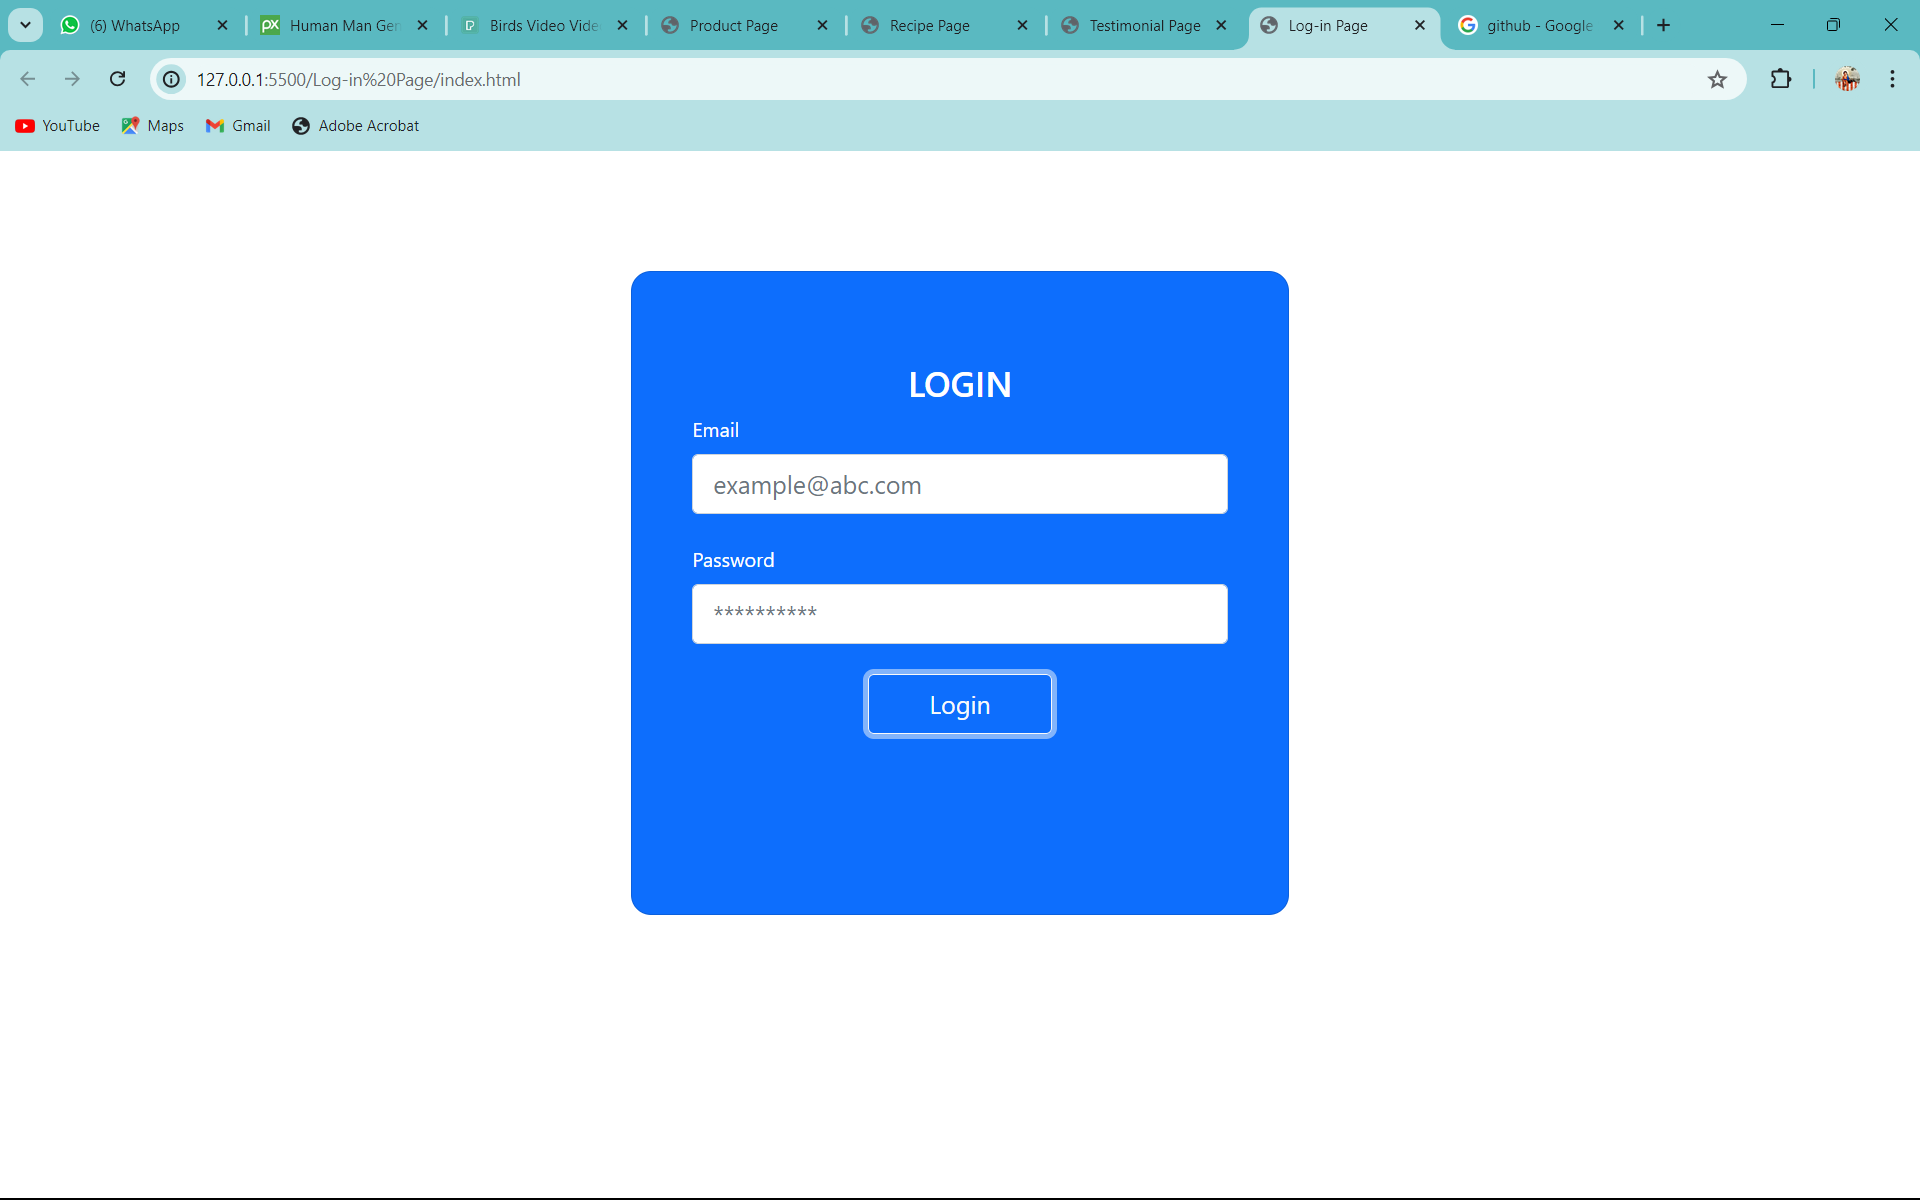 (6) WhatsApp
Human Man Gen
Birds Video Vide
Product Page
Recipe Page
Testimonial Page
Log-in Page
github - Google
127.0.0.1:5500/Log-in%20Page/index.html
YouTube
Maps
Gmail
Adobe Acrobat
LOGIN
Email
example@abc.com
Password
**********
Login